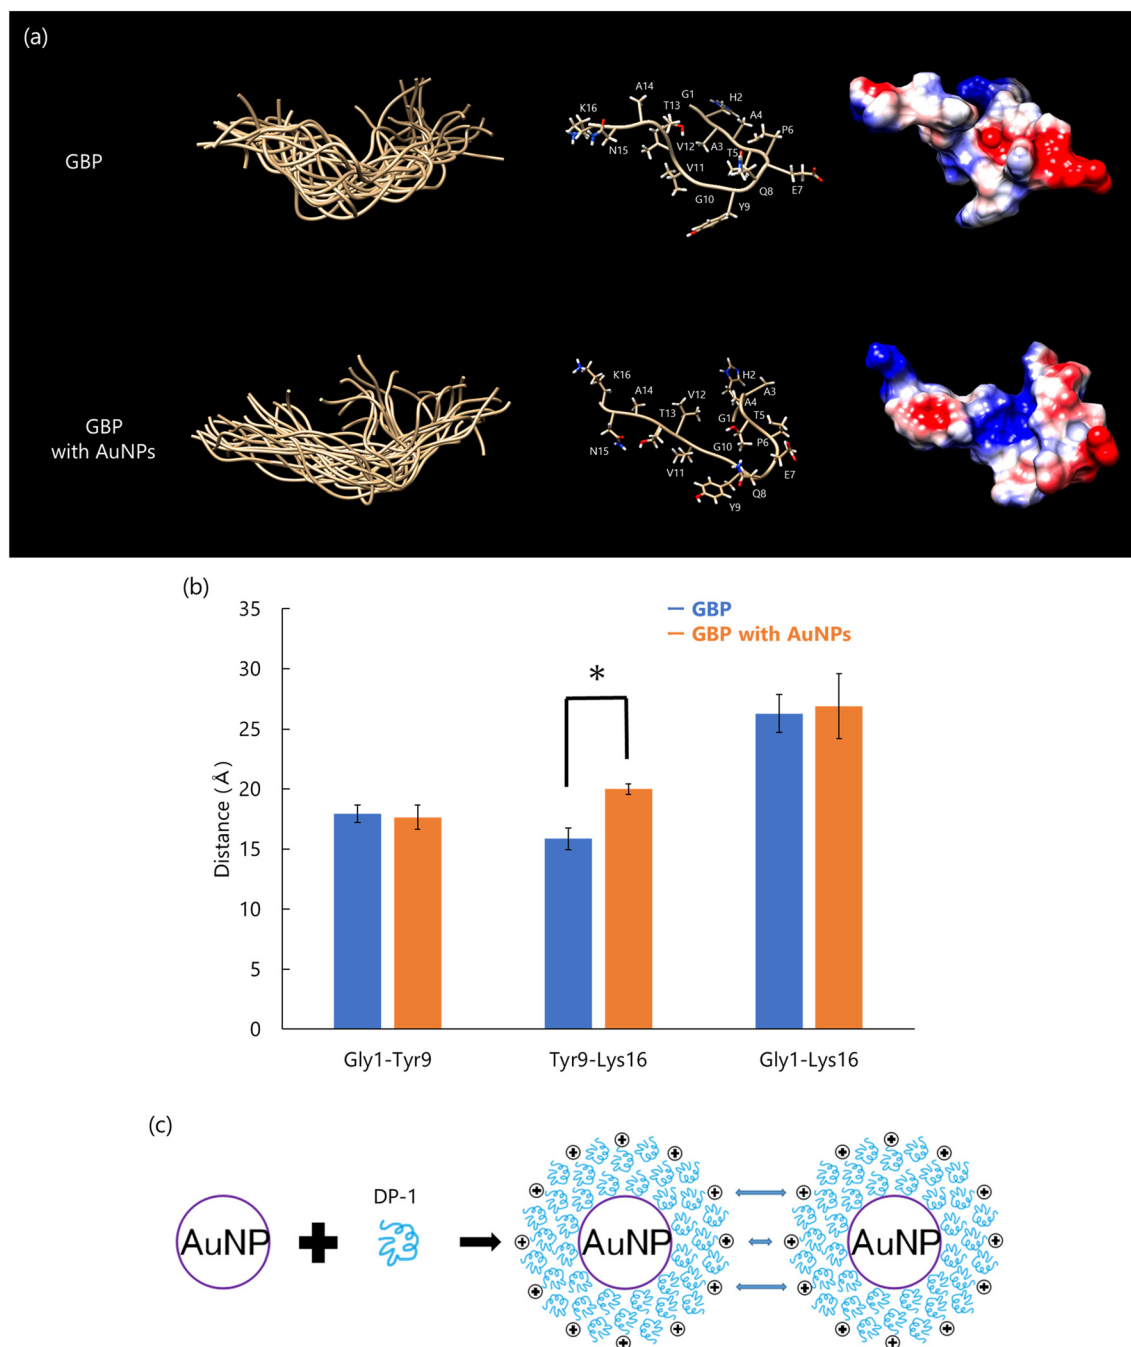 (a)
GBP
K16
A14
N15
T13
G1
H2
A4
P6
V12
A3
T5
V11
G10
Q8
E7
Y9
GBP
with AuNPs
K16
A14
N15
T13
V12
V11
H2
A3
A4
G1
T5
G10
P6
E7
Q8
Y9
(b)
GBP
GBP with AuNPs
*
Distance (Å)
35
30
25
20
15
10
5
0
Gly1-Tyr9
Tyr9-Lys16
Gly1-Lys16
(c)
AuNP
DP-1
AuNP
AuNP